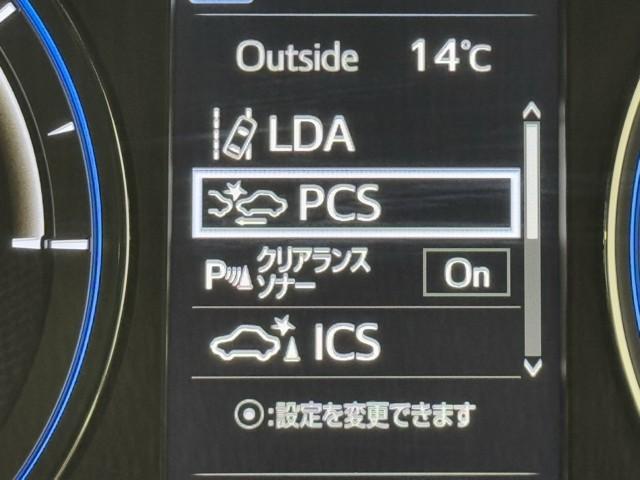 Outside 14℃
LDA
PCS
P クリアランス
ソナー On
ICS
◉:設定を変更できます